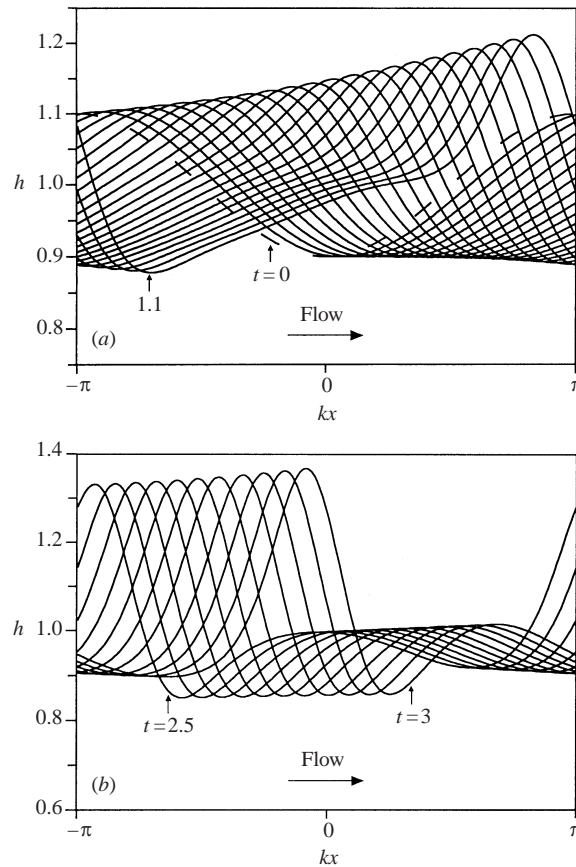 1.2
1.1
h
1.0
0.9
t=0
1.1
0.8
(a)
Flow
−π
0
π
kx
1.4
1.2
h
1.0
0.8
t=2.5
t=3
Flow
(b)
0.6
−π
0
π
kx